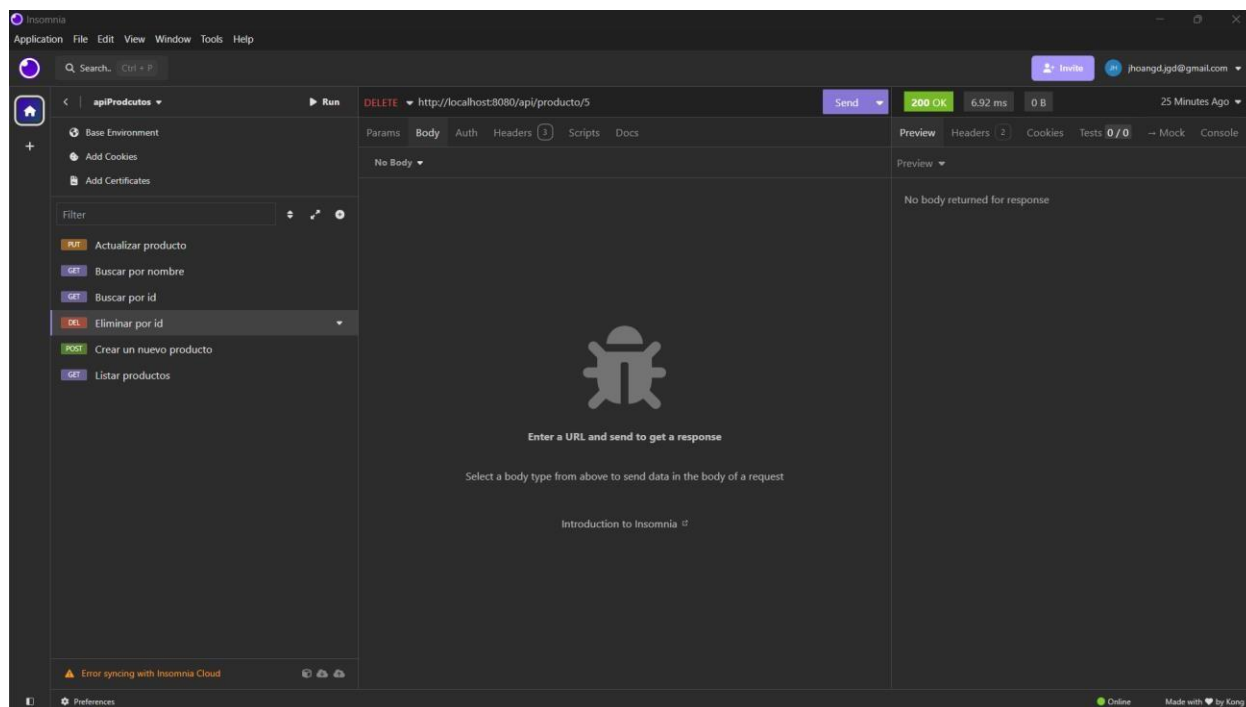 Insomnia
Application File Edit View Window Tools Help
Search.. Ctrl + P
Invite
JH
jhoangd.jgd@gmail.com
apiProdcutos
Run
Base Environment
Add Cookies
Add Certificates
Filter
PUT Actualizar producto
GET Buscar por nombre
GET Buscar por id
DEL Eliminar por id
POST Crear un nuevo producto
GET Listar productos
Error syncing with Insomnia Cloud
DELETE http://localhost:8080/api/producto/5
Send
Params Body Auth Headers 3 Scripts Docs
No Body
Enter a URL and send to get a response
Select a body type from above to send data in the body of a request
Introduction to Insomnia
200 OK 6.92 ms 0 B 25 Minutes Ago
Preview Headers 2 Cookies Tests 0 / 0 → Mock Console
Preview
No body returned for response
Preferences
Online
Made with ♥ by Kong